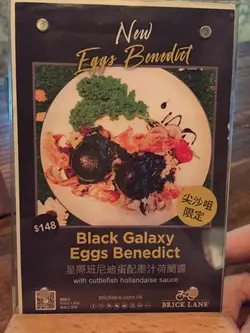 New
Eggs Benedict
尖沙咀
限定
$148
Black Galaxy
Eggs Benedict
星際班尼迪蛋配墨汁荷蘭醬
with cuttlefish hollandaise sauce
bricklane.com.hk
BRICK LANE